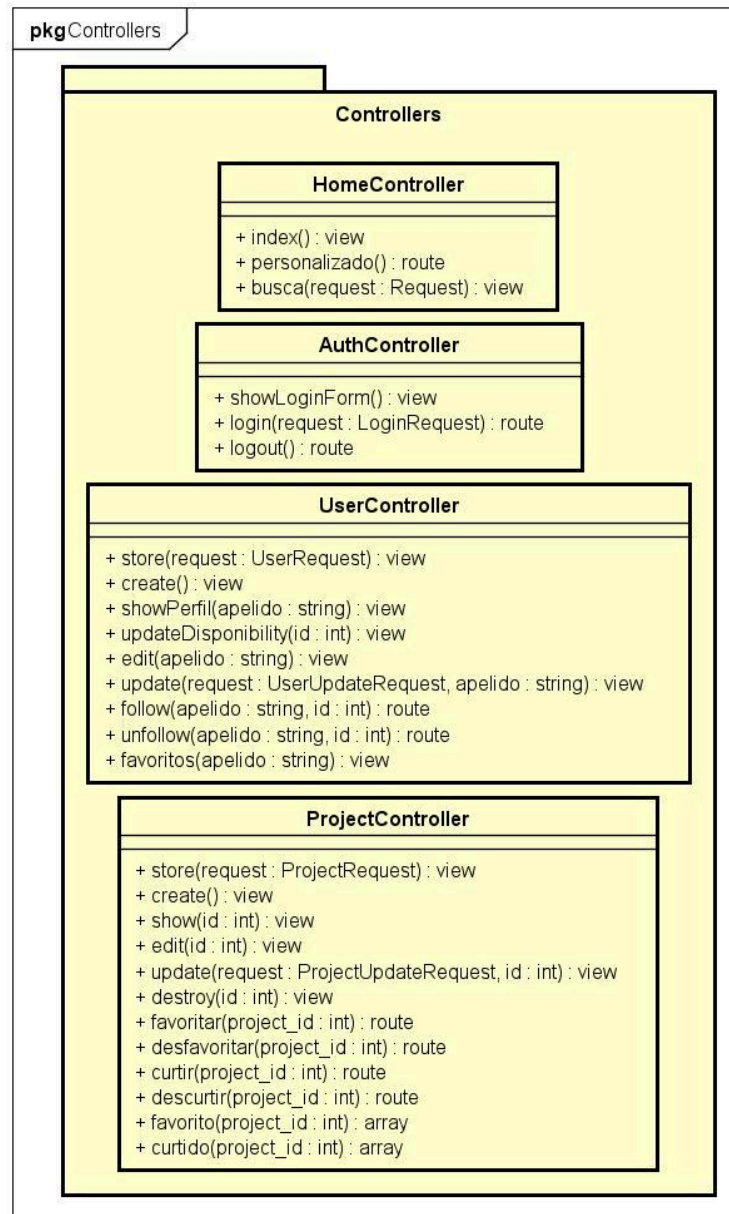 pkg Controllers
Controllers
HomeController
+ index() : view
+ personalizado() : route
+ busca(request : Request) : view
AuthController
+ showLoginForm() : view
+ login(request : LoginRequest) : route
+ logout() : route
UserController
+ store(request : UserRequest) : view
+ create() : view
+ showPerfil(apelido : string) : view
+ updateDisponibility(id : int) : view
+ edit(apelido : string) : view
+ update(request : UserUpdateRequest, apelido : string) : view
+ follow(apelido : string, id : int) : route
+ unfollow(apelido : string, id : int) : route
+ favoritos(apelido : string) : view
ProjectController
+ store(request : ProjectRequest) : view
+ create() : view
+ show(id : int) : view
+ edit(id : int) : view
+ update(request : ProjectUpdateRequest, id : int) : view
+ destroy(id : int) : view
+ favoritar(project_id : int) : route
+ desfavoritar(project_id : int) : route
+ curtir(project_id : int) : route
+ descurtir(project_id : int) : route
+ favorito(project_id : int) : array
+ curtido(project_id : int) : array